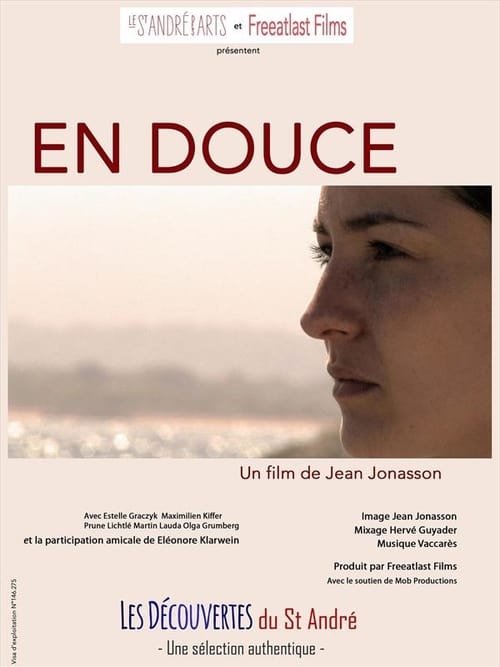 LE ST ANDRÉ DES ARTS et Freeatlast Films
présentent
EN DOUCE
Un film de Jean Jonasson
Avec Estelle Graczyk Maximilien Kiffer
Prune Lichtlé Martin Lauda Olga Grumberg
et la participation amicale de Eléonore Klarwein
Image Jean Jonasson
Mixage Hervé Guyader
Musique Vaccarès
Produit par Freeatlast Films
Avec le soutien de Mob Productions
Visa d'exploitation N°146.275
LES DÉCOUVERTES du St André
- Une sélection authentique -